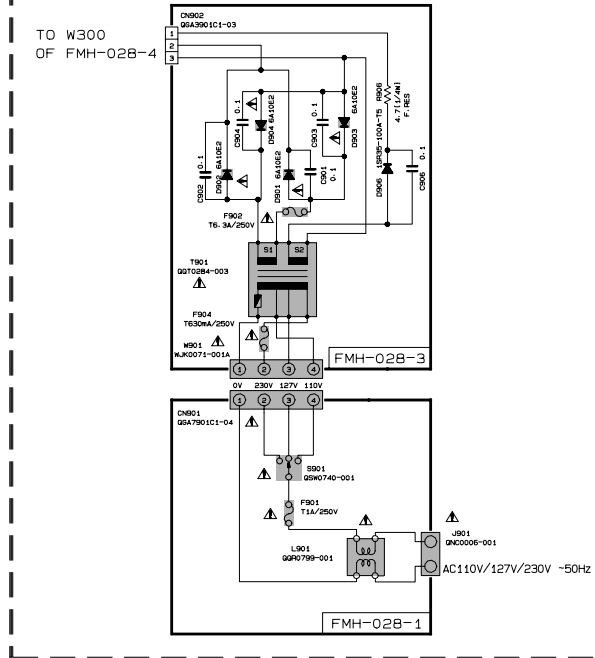 CN902
QGA3901C1-03
TO W300
OF FMH-028-4
1
2
3
C904 0.1
D904 6A10E2
C903 0.1
D903 6A10E2
R906
4.7(1/4W)
F.RES
C902 0.1
D902 6A10E2
D901 6A10E2
C901
0.1
D906 1SR35-100A-T5
C906 0.1
F902
T6.3A/250V
S1 S2
T901
QQT0284-003
F904
T630mA/250V
W901
WJK0071-001A
FMH-028-3
1 2 3 4
0V 230V 127V 110V
1 2 3 4
CN901
QGA7901C1-04
S901
QSW0740-001
F901
T1A/250V
L901
QQR0799-001
J901
QNC0006-001
AC110V/127V/230V ~50Hz
FMH-028-1